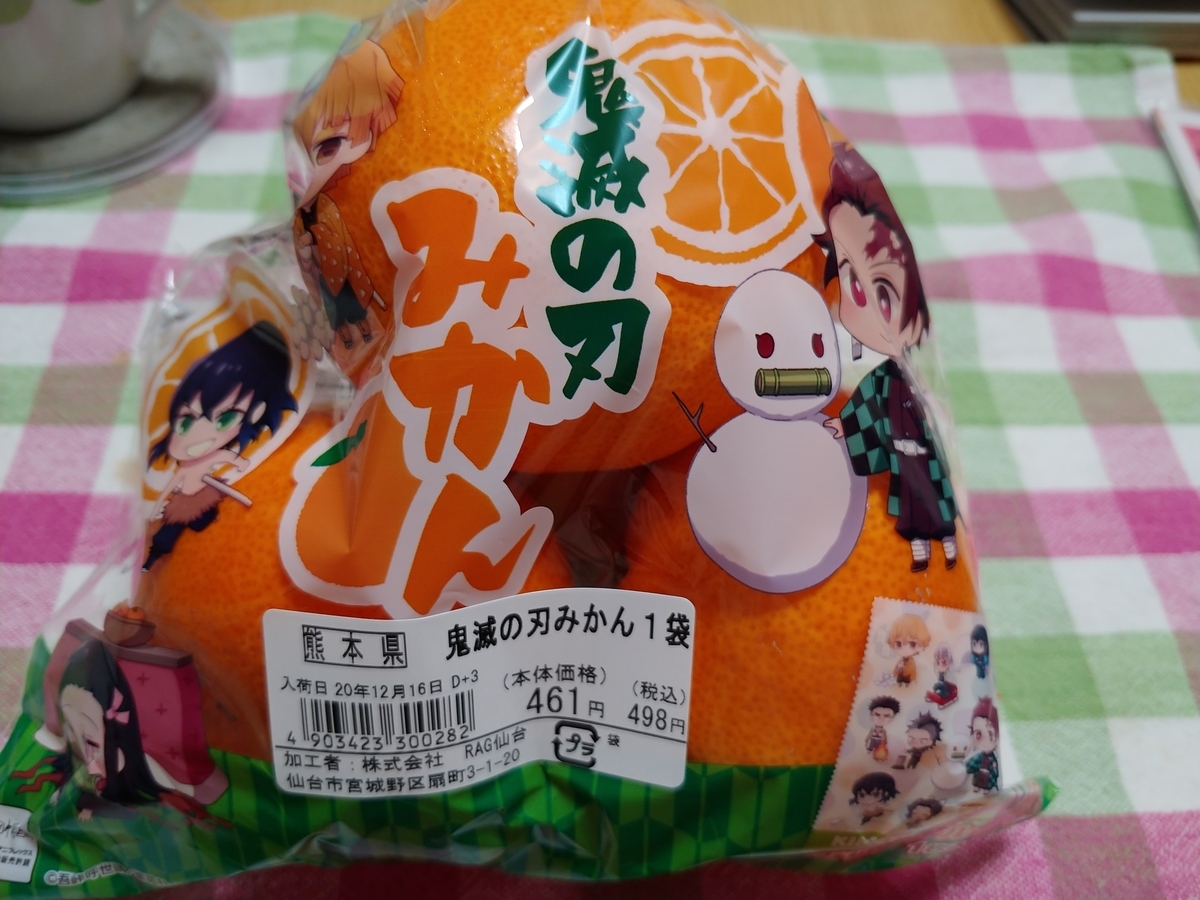 鬼滅の刃
みかん
熊本県 鬼滅の刃みかん1袋
入荷日 20年12月16日 D+3
(本体価格) (税込)
461円 498円
4 903423 300282
プラ 袋
加工者:株式会社 RAG仙台
仙台市宮城野区扇町3-1-20
©吾峠呼世